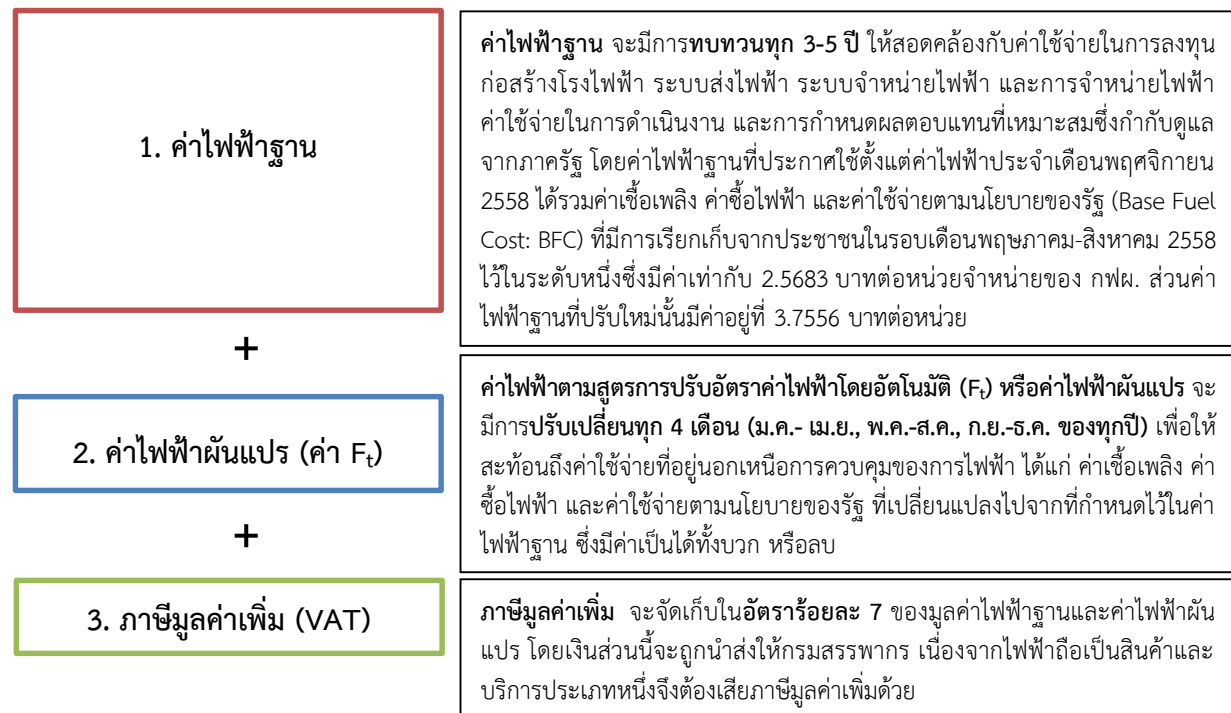 1. ค่าไฟฟ้าฐาน
ค่าไฟฟ้าฐาน จะมีการทบทวนทุก 3-5 ปี ให้สอดคล้องกับค่าใช้จ่ายในการลงทุน
ก่อสร้างโรงไฟฟ้า ระบบส่งไฟฟ้า ระบบจำหน่ายไฟฟ้า และการจำหน่ายไฟฟ้า
ค่าใช้จ่ายในการดำเนินงาน และการกำหนดผลตอบแทนที่เหมาะสมซึ่งกำกับดูแล
จากภาครัฐ โดยค่าไฟฟ้าฐานที่ประกาศใช้ตั้งแต่ค่าไฟฟ้าประจำเดือนพฤศจิกายน
2558 ได้รวมค่าเชื้อเพลิง ค่าซื้อไฟฟ้า และค่าใช้จ่ายตามนโยบายของรัฐ (Base Fuel
Cost: BFC) ที่มีการเรียกเก็บจากประชาชนในรอบเดือนพฤษภาคม-สิงหาคม 2558
ไว้ในระดับหนึ่งซึ่งมีค่าเท่ากับ 2.5683 บาทต่อหน่วยจำหน่ายของ กฟผ. ส่วนค่า
ไฟฟ้าฐานที่ปรับใหม่นั้นมีค่าอยู่ที่ 3.7556 บาทต่อหน่วย
+
2. ค่าไฟฟ้าผันแปร (ค่า Ft)
ค่าไฟฟ้าตามสูตรการปรับอัตราค่าไฟฟ้าโดยอัตโนมัติ (Ft) หรือค่าไฟฟ้าผันแปร จะ
มีการปรับเปลี่ยนทุก 4 เดือน (ม.ค.- เม.ย., พ.ค.-ส.ค., ก.ย.-ธ.ค. ของทุกปี) เพื่อให้
สะท้อนถึงค่าใช้จ่ายที่อยู่นอกเหนือการควบคุมของการไฟฟ้า ได้แก่ ค่าเชื้อเพลิง ค่า
ซื้อไฟฟ้า และค่าใช้จ่ายตามนโยบายของรัฐ ที่เปลี่ยนแปลงไปจากที่กำหนดไว้ในค่า
ไฟฟ้าฐาน ซึ่งมีค่าเป็นได้ทั้งบวก หรือลบ
+
3. ภาษีมูลค่าเพิ่ม (VAT)
ภาษีมูลค่าเพิ่ม จะจัดเก็บในอัตราร้อยละ 7 ของมูลค่าไฟฟ้าฐานและค่าไฟฟ้าผัน
แปร โดยเงินส่วนนี้จะถูกนำส่งให้กรมสรรพากร เนื่องจากไฟฟ้าถือเป็นสินค้าและ
บริการประเภทหนึ่งจึงต้องเสียภาษีมูลค่าเพิ่มด้วย